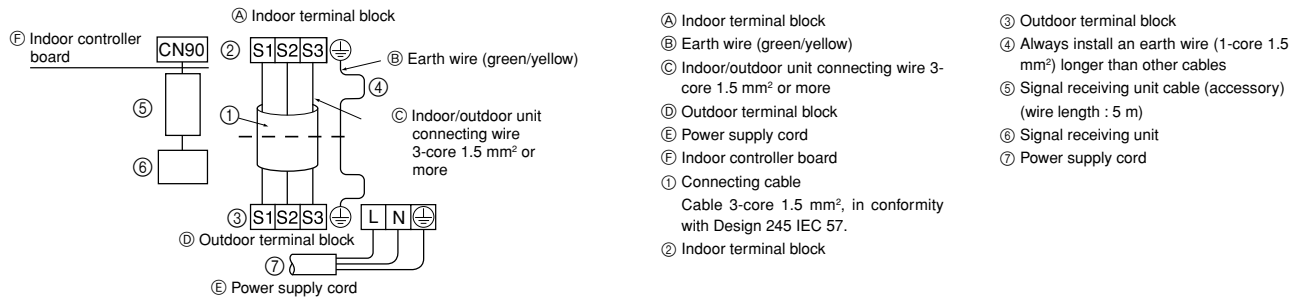 Ⓐ Indoor terminal block
Ⓕ Indoor controller
board
CN90
② S1 S2 S3
Ⓑ Earth wire (green/yellow)
④
⑤
①
Ⓒ Indoor/outdoor unit
connecting wire
3-core 1.5 mm² or
more
⑥
③ S1 S2 S3
L N
Ⓓ Outdoor terminal block
⑦
Ⓔ Power supply cord
Ⓐ Indoor terminal block
Ⓑ Earth wire (green/yellow)
Ⓒ Indoor/outdoor unit connecting wire 3-
core 1.5 mm² or more
Ⓓ Outdoor terminal block
Ⓔ Power supply cord
Ⓕ Indoor controller board
① Connecting cable
Cable 3-core 1.5 mm², in conformity
with Design 245 IEC 57.
② Indoor terminal block
③ Outdoor terminal block
④ Always install an earth wire (1-core 1.5
mm²) longer than other cables
⑤ Signal receiving unit cable (accessory)
(wire length : 5 m)
⑥ Signal receiving unit
⑦ Power supply cord